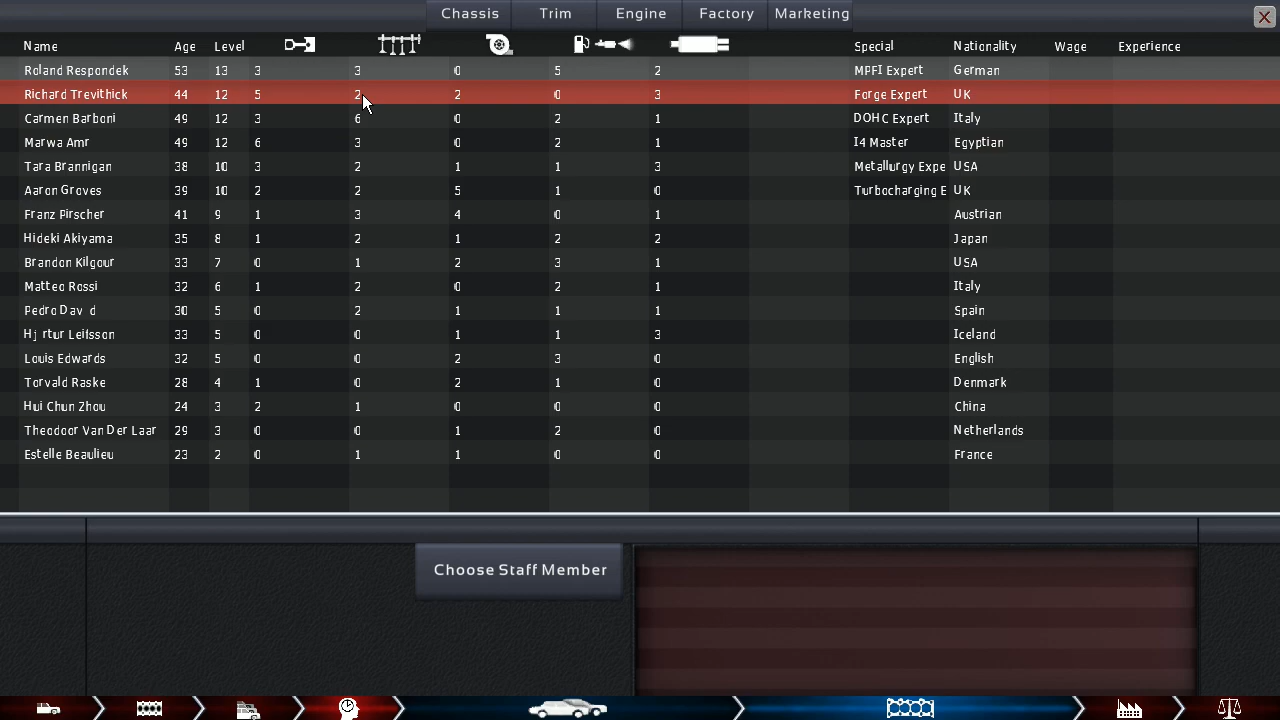 Chassis Trim Engine Factory Marketing
Name Age Level Special Nationality Wage Experience
Roland Respondek 53 13 3 3 0 5 2 MPFI Expert German
Richard Trevithick 44 12 5 2 2 0 3 Forge Expert UK
Carmen Barboni 49 12 3 6 0 2 1 DOHC Expert Italy
Marwa Amr 49 12 6 3 0 2 1 I4 Master Egyptian
Tara Brannigan 38 10 3 2 1 1 3 Metallurgy Expe USA
Aaron Groves 39 10 2 2 5 1 0 Turbocharging E UK
Franz Pirscher 41 9 1 3 4 0 1 Austrian
Hideki Akiyama 35 8 1 2 1 2 2 Japan
Brandon Kilgour 33 7 0 1 2 3 1 USA
Matteo Rossi 32 6 1 2 0 2 1 Italy
Pedro Dav d 30 5 0 2 1 1 1 Spain
Hj rtur Leifsson 33 5 0 0 1 1 3 Iceland
Louis Edwards 32 5 0 0 2 3 0 English
Torvald Raske 28 4 1 0 2 1 0 Denmark
Hui Chun Zhou 24 3 2 1 0 0 0 China
Theodoor Van Der Laar 29 3 0 0 1 2 0 Netherlands
Estelle Beaulieu 23 2 0 1 1 0 0 France
Choose Staff Member